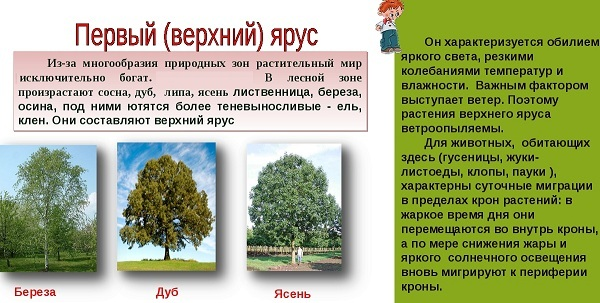 Первый (верхний) ярус
Из-за многообразия природных зон растительный мир
исключительно богат. В лесной зоне
произрастают сосна, дуб, липа, ясень лиственница, береза,
осина, под ними ютятся более теневыносливые - ель,
клен. Они составляют верхний ярус
Береза
Дуб
Ясень
Он характеризуется обилием
яркого света, резкими
колебаниями температур и
влажности. Важным фактором
выступает ветер. Поэтому
растения верхнего яруса
ветроопыляемы.
Для животных, обитающих
здесь (гусеницы, жуки-
листоеды, клопы, пауки ),
характерны суточные миграции
в пределах крон растений: в
жаркое время дня они
перемещаются во внутрь кроны,
а по мере снижения жары и
яркого солнечного освещения
вновь мигрируют к периферии
кроны.